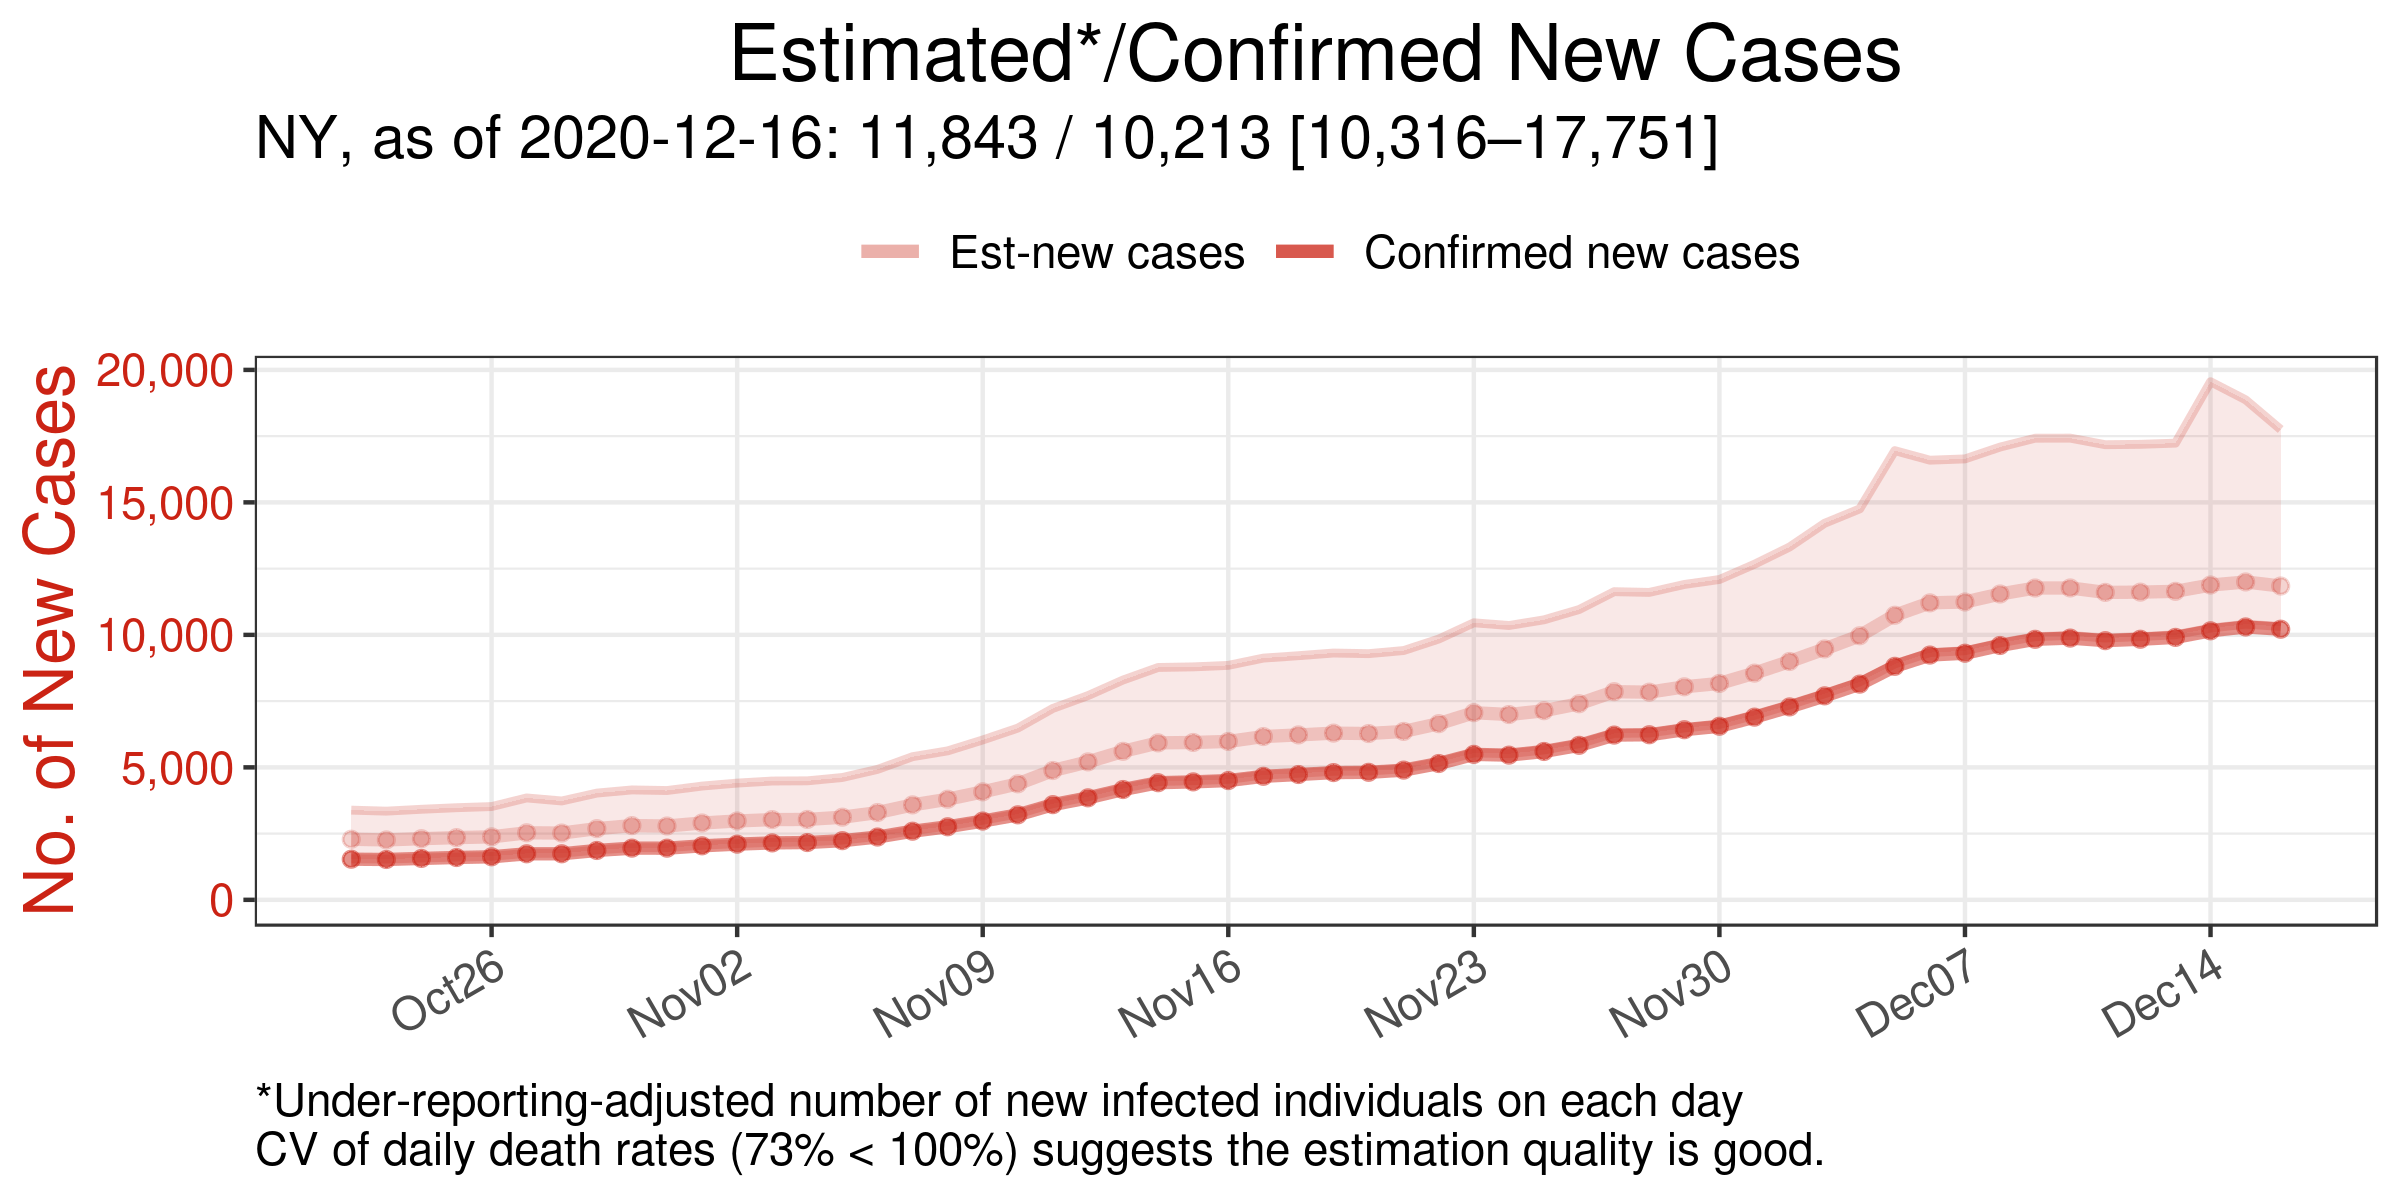 Estimated*/Confirmed New Cases
NY, as of 2020-12-16: 11,843 / 10,213 [10,316–17,751]
Est-new cases
Confirmed new cases
No. of New Cases
20,000
15,000
10,000
5,000
0
Oct26
Nov02
Nov09
Nov16
Nov23
Nov30
Dec07
Dec14
*Under-reporting-adjusted number of new infected individuals on each day
CV of daily death rates (73% < 100%) suggests the estimation quality is good.